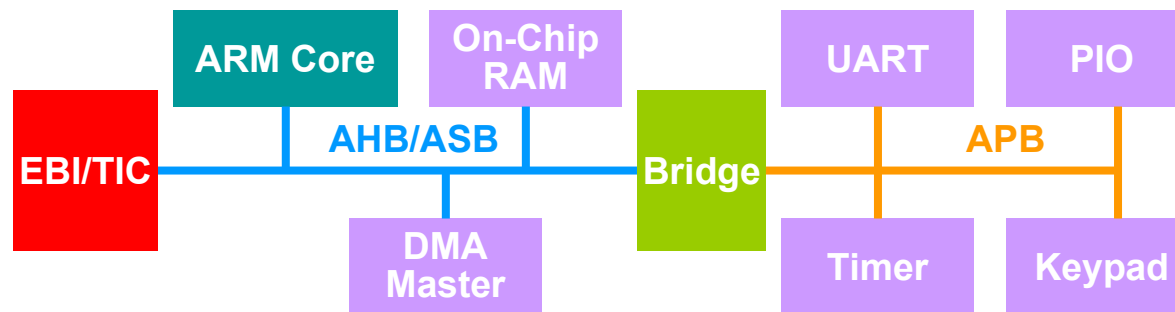 ARM Core
On-Chip
RAM
UART
PIO
AHB/ASB
APB
EBI/TIC
Bridge
DMA
Master
Timer
Keypad